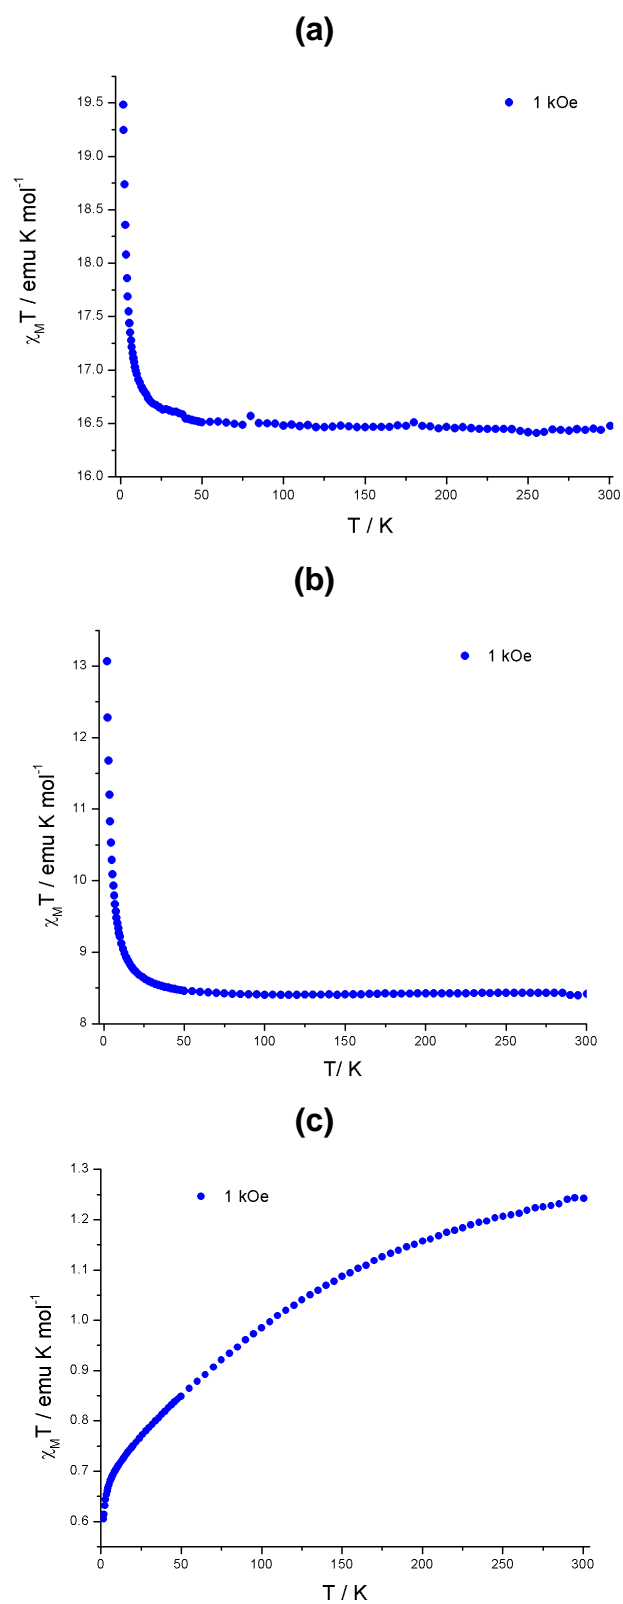 (a)
19.5
19.0
18.5
18.0
17.5
17.0
16.5
16.0
χMT / emu K mol-1
1 kOe
0 50 100 150 200 250 300
T / K
(b)
13
12
11
10
9
8
χMT / emu K mol-1
1 kOe
0 50 100 150 200 250 300
T/ K
(c)
1.3
1.2
1.1
1.0
0.9
0.8
0.7
0.6
χMT / emu K mol-1
1 kOe
0 50 100 150 200 250 300
T / K